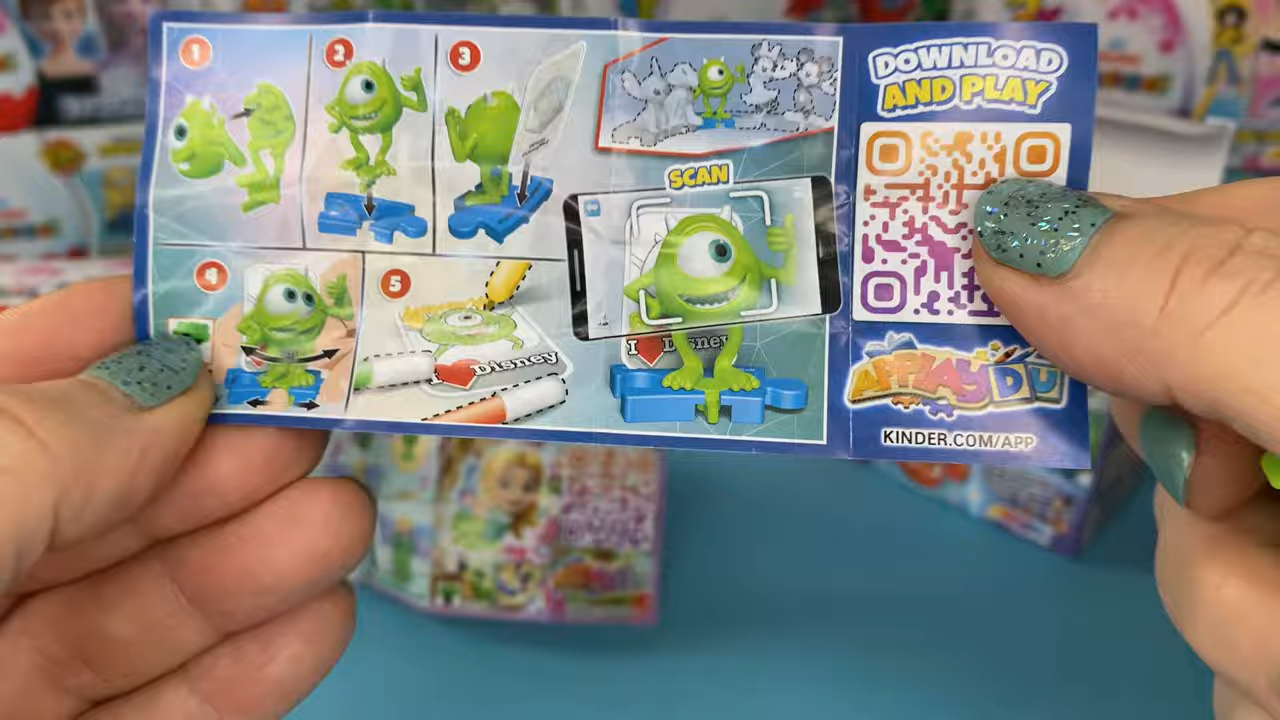 1
2
3
4
5
I ❤ Disney
SCAN
I ❤ Disney
DOWNLOAD
AND PLAY
APPLAYDU
KINDER.COM/APP